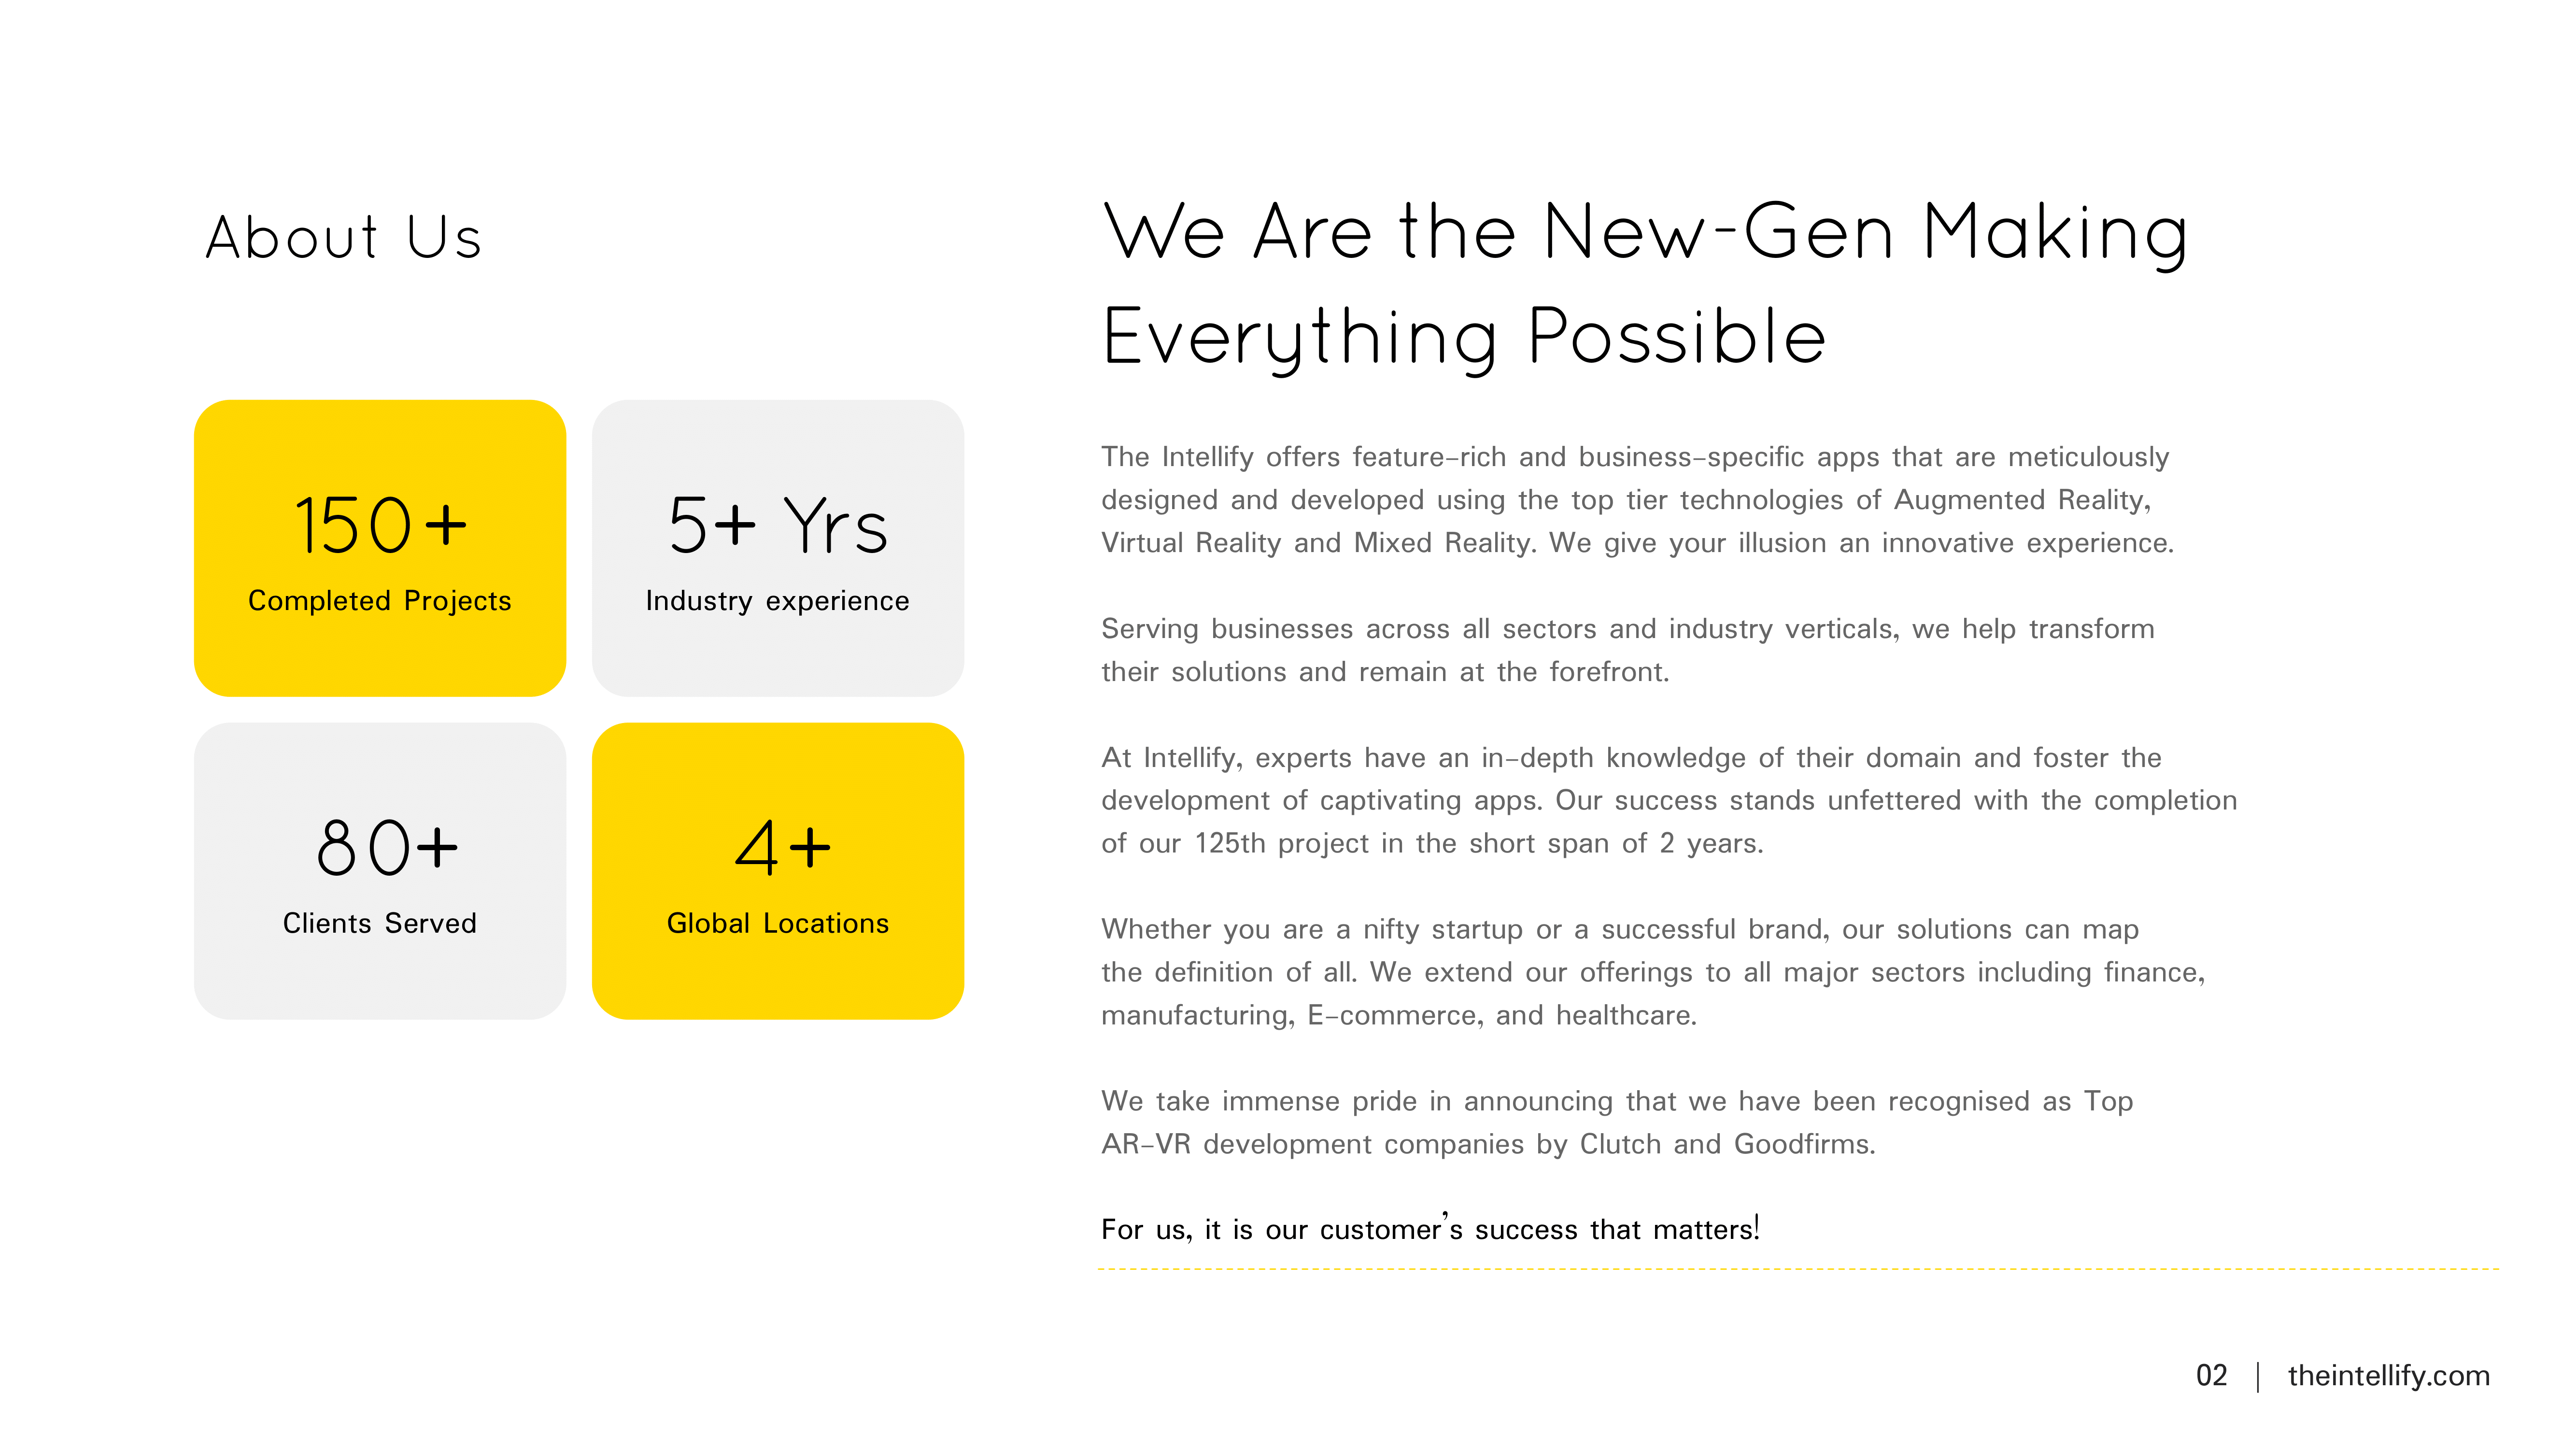 About Us
150+
Completed Projects
5+ Yrs
Industry experience
80+
Clients Served
4+
Global Locations
We Are the New-Gen Making
Everything Possible
The Intellify offers feature-rich and business-specific apps that are meticulously
designed and developed using the top tier technologies of Augmented Reality,
Virtual Reality and Mixed Reality. We give your illusion an innovative experience.
Serving businesses across all sectors and industry verticals, we help transform
their solutions and remain at the forefront.
At Intellify, experts have an in-depth knowledge of their domain and foster the
development of captivating apps. Our success stands unfettered with the completion
of our 125th project in the short span of 2 years.
Whether you are a nifty startup or a successful brand, our solutions can map
the definition of all. We extend our offerings to all major sectors including finance,
manufacturing, E-commerce, and healthcare.
We take immense pride in announcing that we have been recognised as Top
AR-VR development companies by Clutch and Goodfirms.
For us, it is our customer's success that matters!
02 | theintellify.com